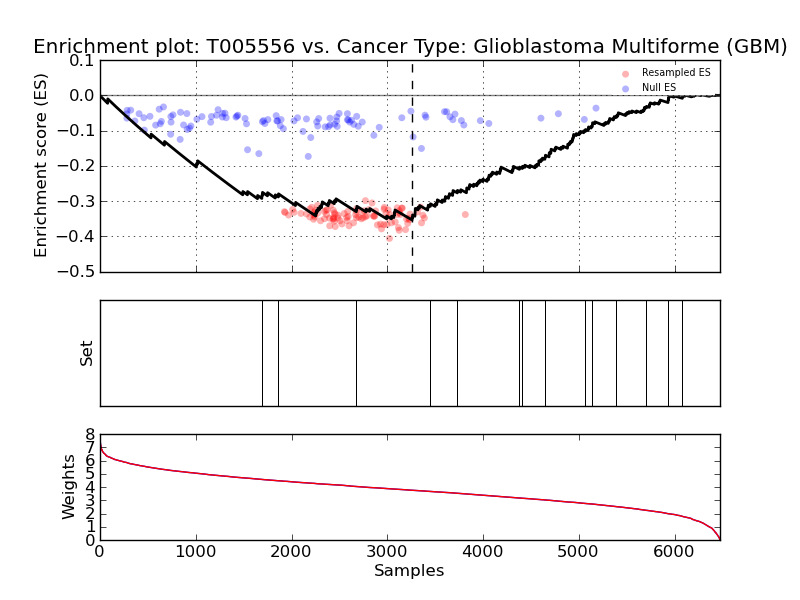 Enrichment plot: T005556 vs. Cancer Type: Glioblastoma Multiforme (GBM)
Resampled ES
Null ES
Enrichment score (ES)
0.1
0.0
−0.1
−0.2
−0.3
−0.4
−0.5
Set
Weights
8
7
6
5
4
3
2
1
0
0 1000 2000 3000 4000 5000 6000
Samples